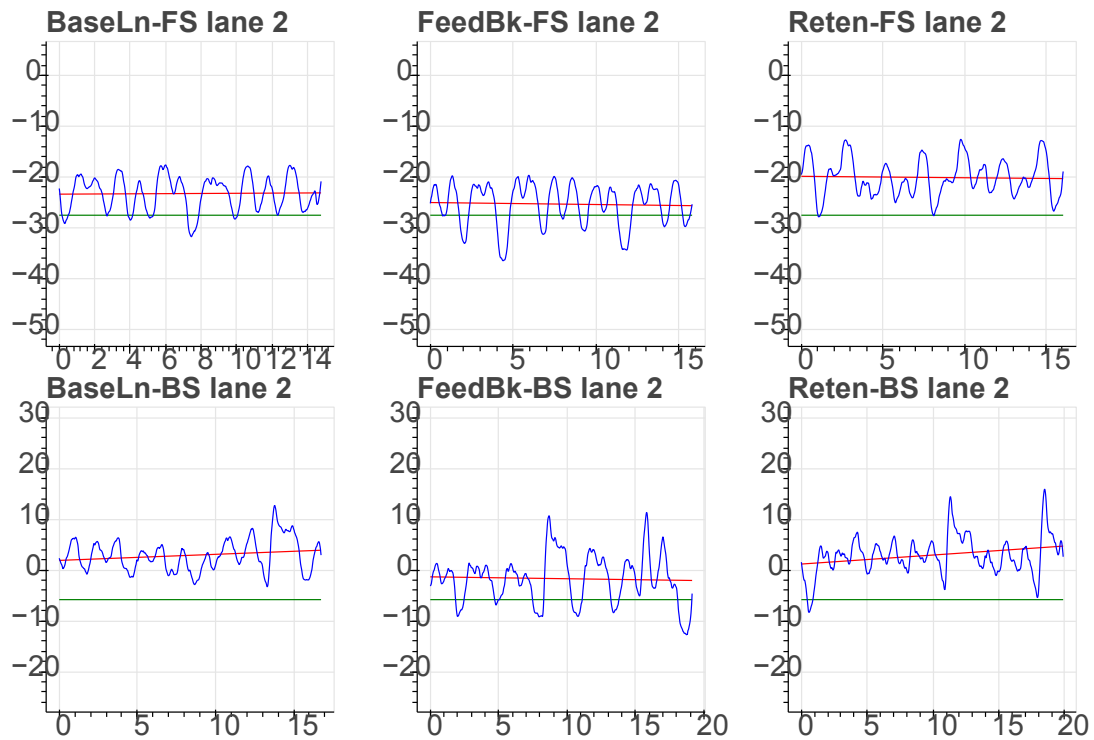 BaseLn-FS lane 2 FeedBk-FS lane 2 Reten-FS lane 2
0 0 0
−10 −10 −10
−20 −20 −20
−30 −30 −30
−40 −40 −40
−50 −50 −50
0 2 4 6 8 10 12 14 0 5 10 15 0 5 10 15
BaseLn-BS lane 2 FeedBk-BS lane 2 Reten-BS lane 2
30 30 30
20 20 20
10 10 10
0 0 0
−10 −10 −10
−20 −20 −20
0 5 10 15 0 5 10 15 20 0 5 10 15 20